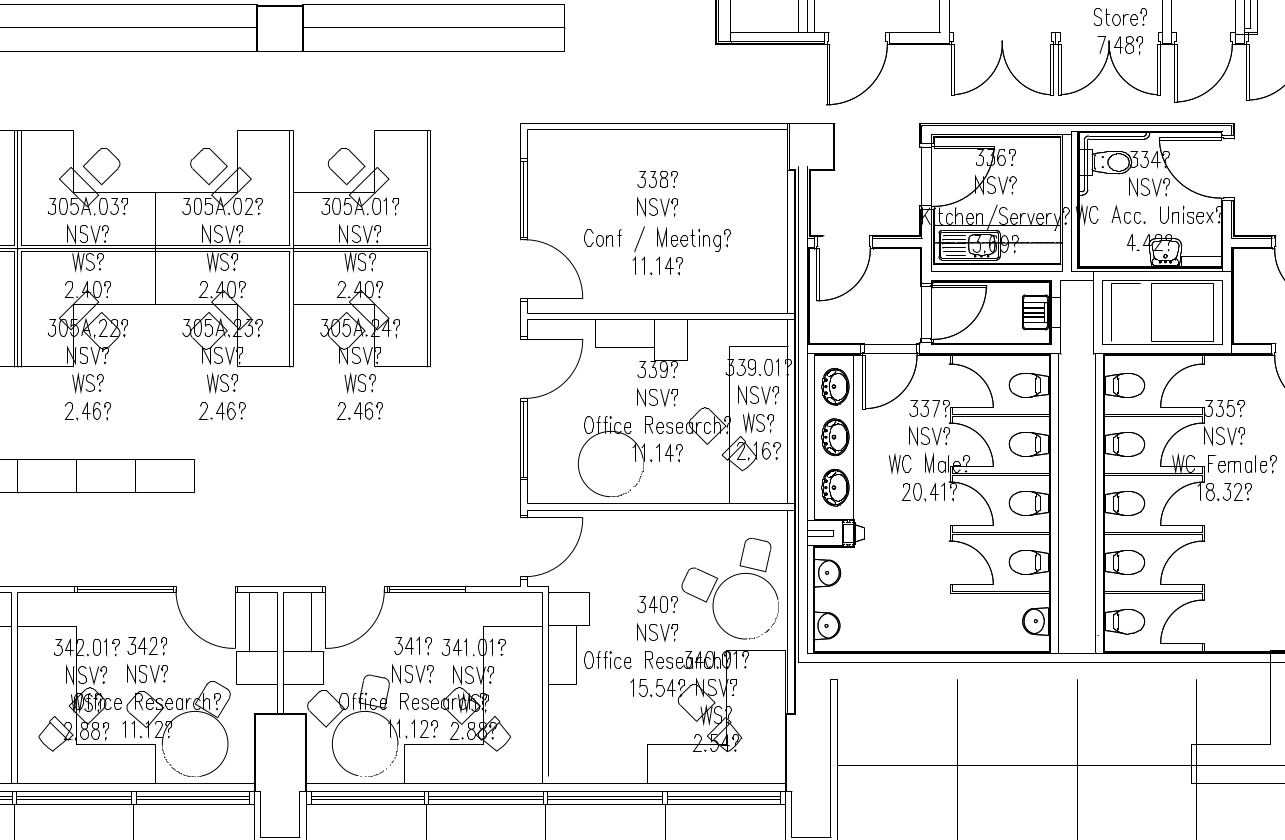 Store?
7.48?
305A.03?
NSV?
WS?
2.40?
305A.02?
NSV?
WS?
2.40?
305A.01?
NSV?
WS?
2.40?
338?
NSV?
Conf / Meeting?
11.14?
336?
NSV?
Kitchen/Servery?
3.69?
334?
NSV?
WC Acc. Unisex?
4.42?
305A.22?
NSV?
WS?
2.46?
305A.23?
NSV?
WS?
2.46?
305A.24?
NSV?
WS?
2.46?
339?
NSV?
Office Research?
11.14?
339.01?
NSV?
WS?
2.16?
337?
NSV?
WC Male?
20.41?
335?
NSV?
WC Female?
18.32?
342.01?
NSV?
WS?
2.88?
342?
NSV?
Office Research?
11.12?
341?
NSV?
Office Research?
11.12?
341.01?
NSV?
WS?
2.88?
340?
NSV?
Office Research?
15.54?
340.01?
NSV?
WS?
2.54?